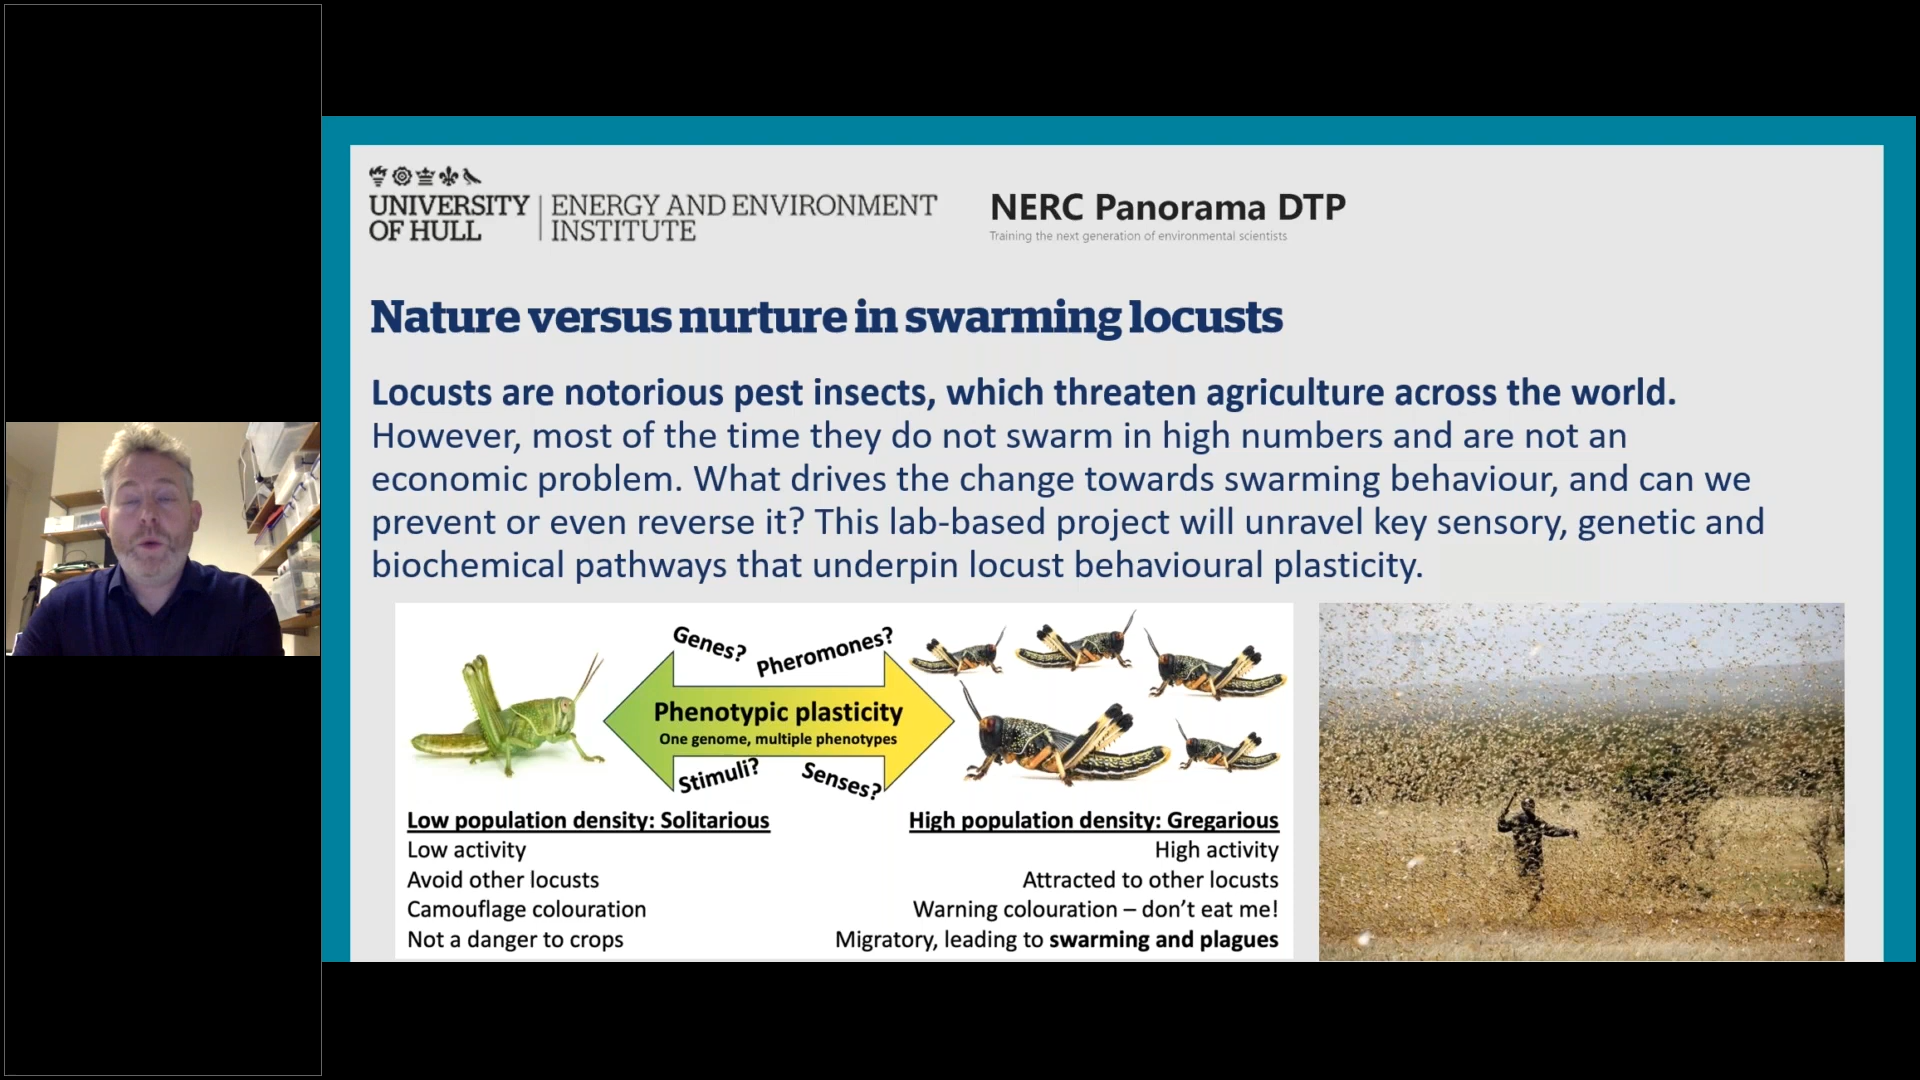 UNIVERSITY
OF HULL
ENERGY AND ENVIRONMENT
INSTITUTE
NERC Panorama DTP
Training the next generation of environmental scientists
Nature versus nurture in swarming locusts
Locusts are notorious pest insects, which threaten agriculture across the world.
However, most of the time they do not swarm in high numbers and are not an
economic problem. What drives the change towards swarming behaviour, and can we
prevent or even reverse it? This lab-based project will unravel key sensory, genetic and
biochemical pathways that underpin locust behavioural plasticity.
Genes?
Pheromones?
Phenotypic plasticity
One genome, multiple phenotypes
Stimuli?
Senses?
Low population density: Solitarious
Low activity
Avoid other locusts
Camouflage colouration
Not a danger to crops
High population density: Gregarious
High activity
Attracted to other locusts
Warning colouration – don't eat me!
Migratory, leading to swarming and plagues